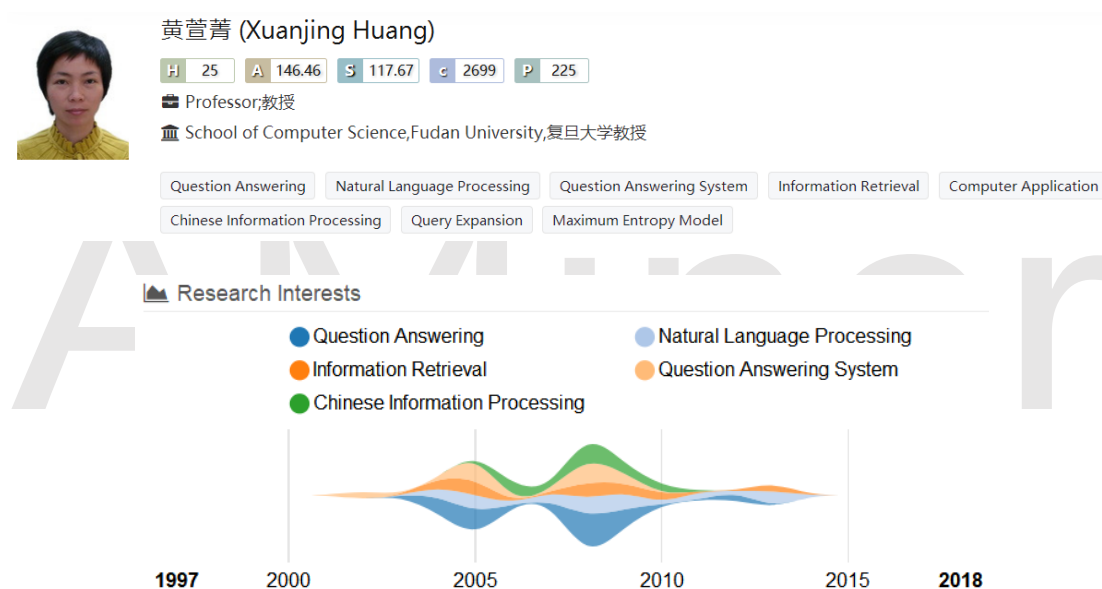 黄萱菁 (Xuanjing Huang)
H 25 A 146.46 S 117.67 c 2699 P 225
Professor;教授
School of Computer Science,Fudan University,复旦大学教授
Question Answering Natural Language Processing Question Answering System Information Retrieval Computer Application
Chinese Information Processing Query Expansion Maximum Entropy Model
Research Interests
Question Answering Natural Language Processing
Information Retrieval Question Answering System
Chinese Information Processing
1997 2000 2005 2010 2015 2018